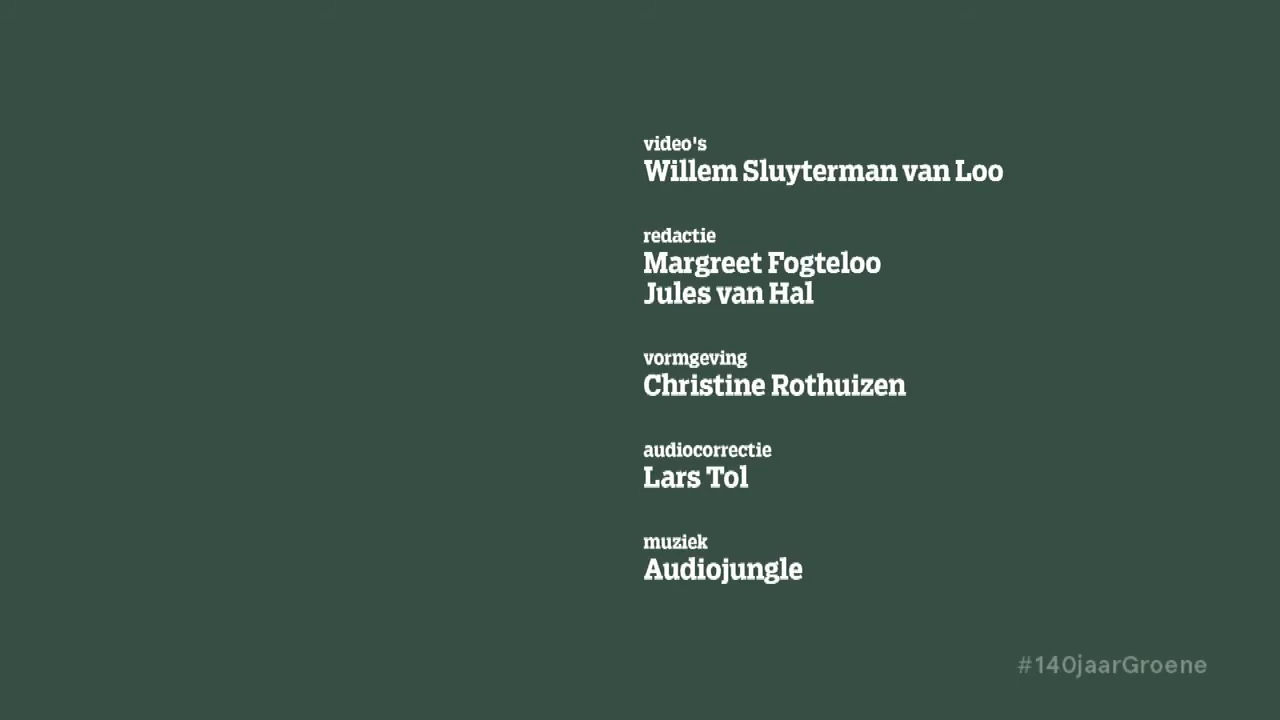 video's
Willem Sluyterman van Loo
redactie
Margreet Fogteloo
Jules van Hal
vormgeving
Christine Rothuizen
audiocorrectie
Lars Tol
muziek
Audiojungle
#140jaarGroene